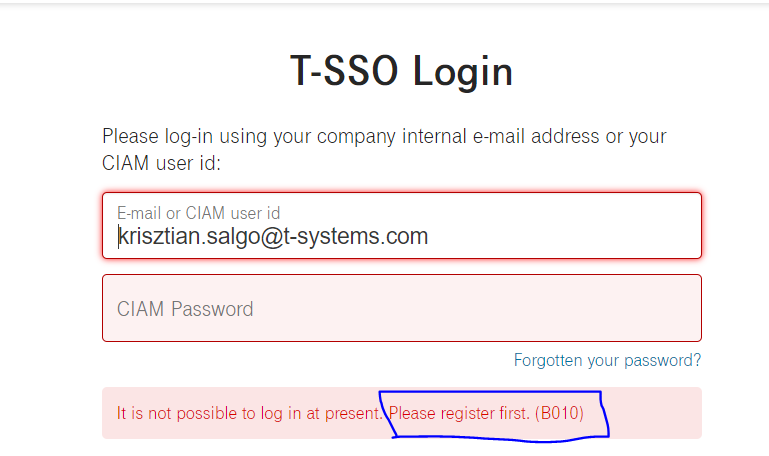 T-SSO Login
Please log-in using your company internal e-mail address or your
CIAM user id:
E-mail or CIAM user id
krisztian.salgo@t-systems.com
CIAM Password
Forgotten your password?
It is not possible to log in at present. Please register first. (B010)